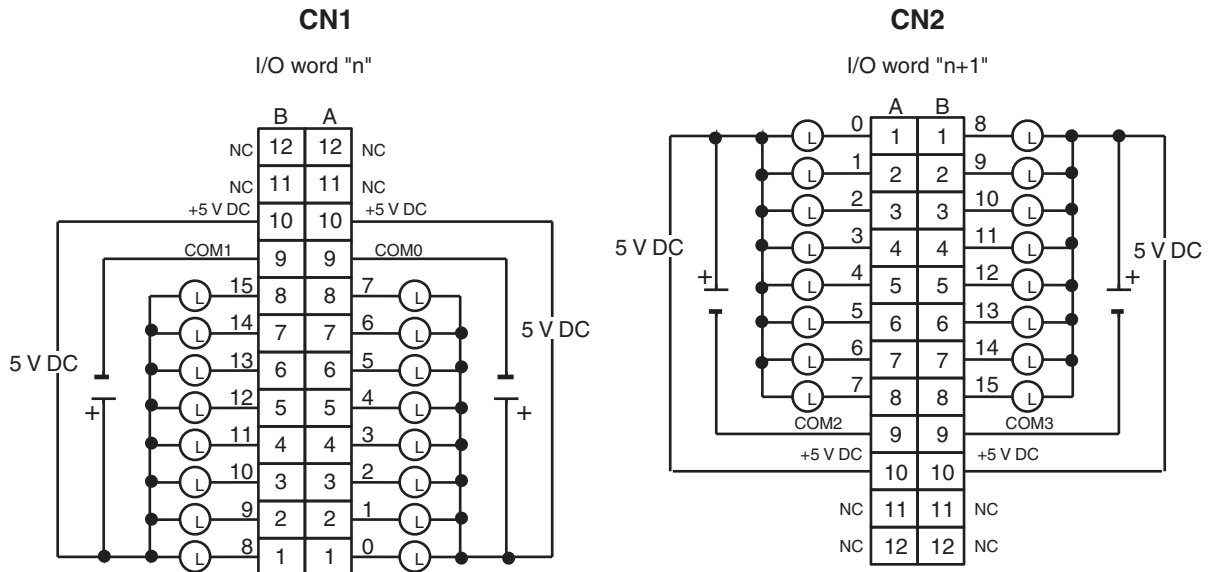 CN1
I/O word "n"
B A
NC 12 12 NC
NC 11 11 NC
+5 V DC 10 10 +5 V DC
COM1 9 9 COM0
15 8 8 7
L L
14 7 7 6
L L
13 6 6 5
L L
12 5 5 4
L L
11 4 4 3
L L
10 3 3 2
L L
9 2 2 1
L L
8 1 1 0
L L
5 V DC
+
5 V DC
+
CN2
I/O word "n+1"
A B
L 0 1 1 8 L
L 1 2 2 9 L
L 2 3 3 10 L
L 3 4 4 11 L
L 4 5 5 12 L
L 5 6 6 13 L
L 6 7 7 14 L
L 7 8 8 15 L
COM2 9 9 COM3
+5 V DC 10 10 +5 V DC
NC 11 11 NC
NC 12 12 NC
5 V DC
+
5 V DC
+